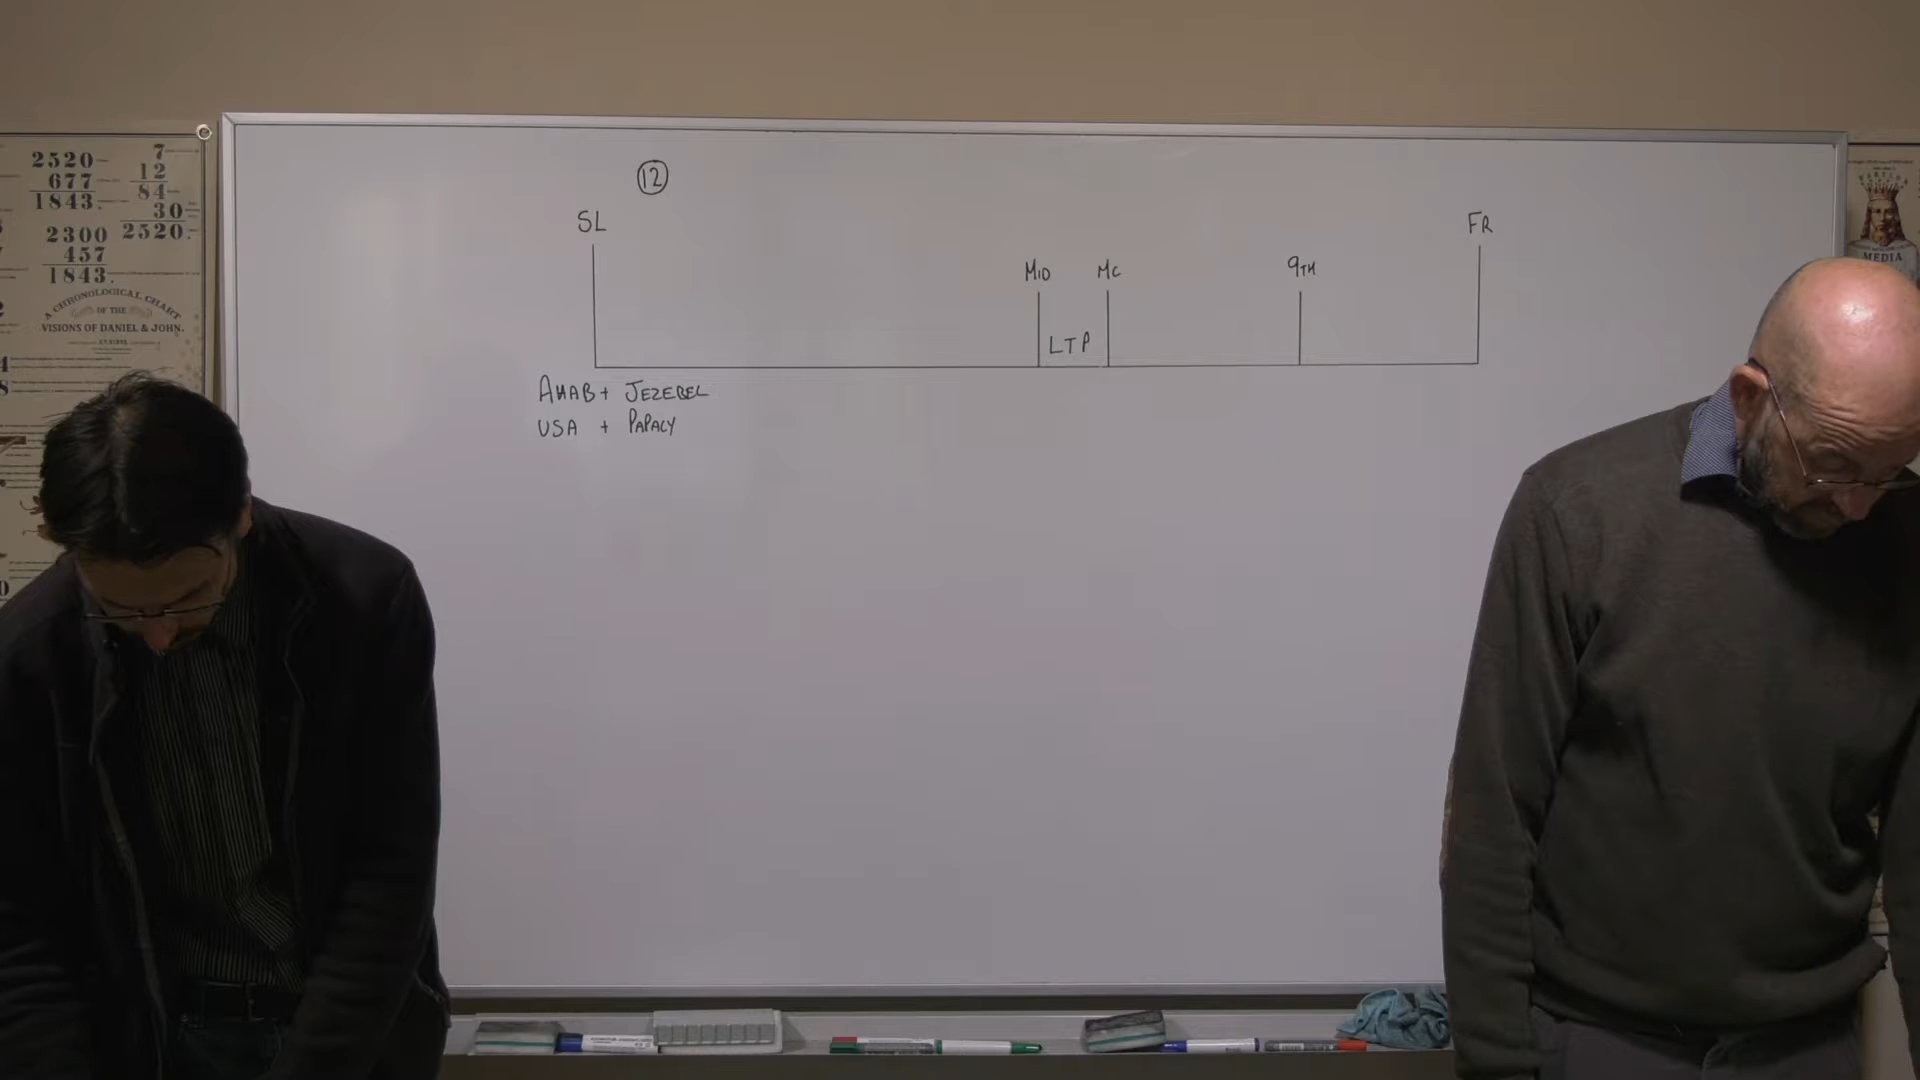 2520
677
1843.
2300
457
1843.
7
12
84
30
2520.
A CHRONOLOGICAL CHART
OF THE
VISIONS OF DANIEL & JOHN.
12
SL
MID
MC
9TH
FR
LTP
AHAB + JEZEBEL
USA + PAPACY
MEDIA